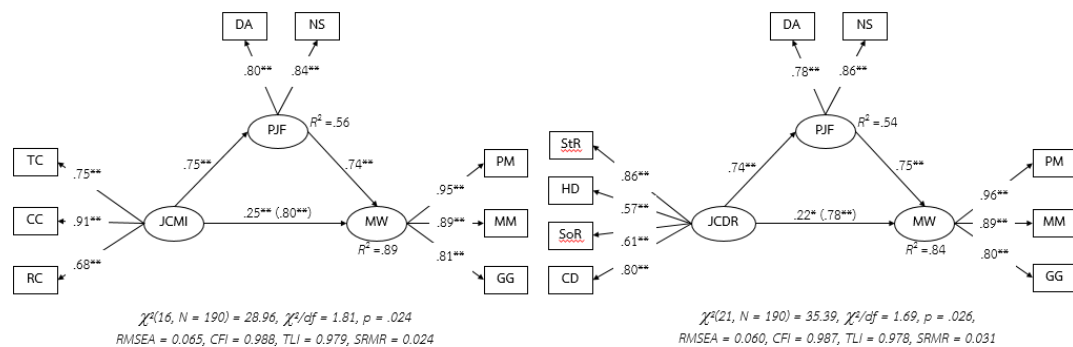 DA
NS
.80**
.84**
R² =.56
PJF
TC
.75**
.75**
.74**
PM
.95**
CC
.91**
JCMI
.25** (.80**)
MW
.89**
MM
RC
.68**
R² =.89
.81**
GG
χ²(16, N = 190) = 28.96, χ²/df = 1.81, p = .024
RMSEA = 0.065, CFI = 0.988, TLI = 0.979, SRMR = 0.024
DA
NS
.78**
.86**
R² =.54
PJF
StR
.86**
.74**
.75**
PM
.96**
HD
.57**
JCDR
.22* (.78**)
MW
.89**
MM
SoR
.61**
R² =.84
CD
.80**
.80**
GG
χ²(21, N = 190) = 35.39, χ²/df = 1.69, p = .026,
RMSEA = 0.060, CFI = 0.987, TLI = 0.978, SRMR = 0.031